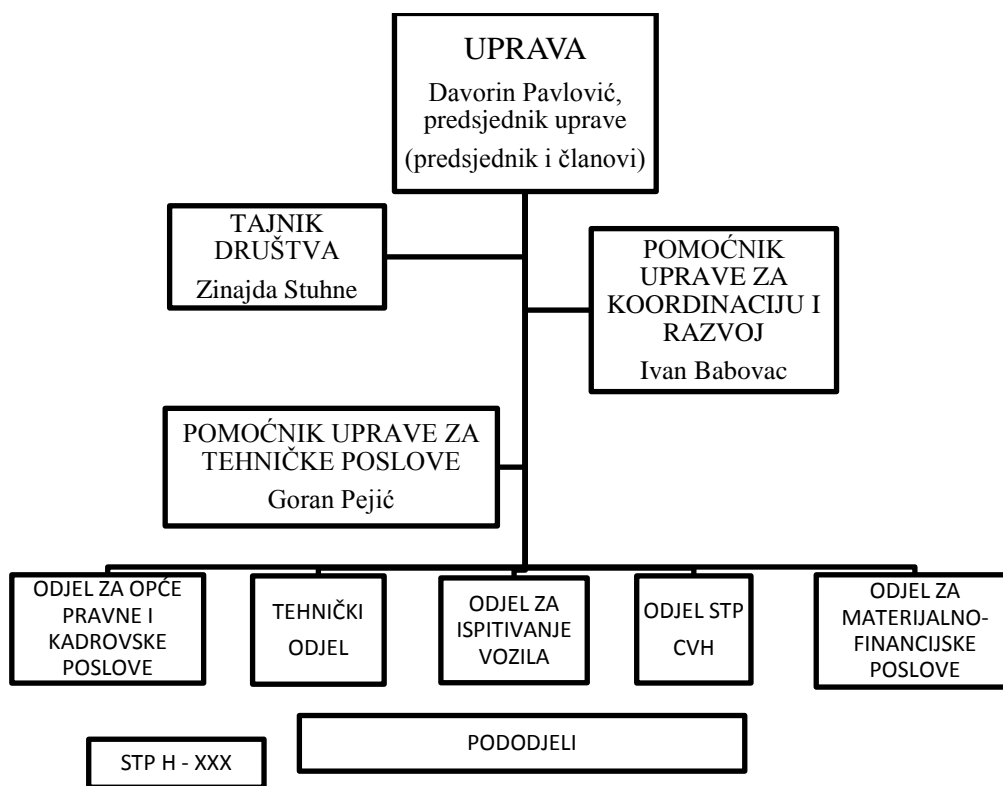 UPRAVA
Davorin Pavlović,
predsjednik uprave
(predsjednik i članovi)
TAJNIK
DRUŠTVA
Zinajda Stuhne
POMOĆNIK
UPRAVE ZA
KOORDINACIJU I
RAZVOJ
Ivan Babovac
POMOĆNIK UPRAVE ZA
TEHNIČKE POSLOVE
Goran Pejić
ODJEL ZA OPĆE
PRAVNE I
KADROVSKE
POSLOVE
TEHNIČKI
ODJEL
ODJEL ZA
ISPITIVANJE
VOZILA
ODJEL STP
CVH
ODJEL ZA
MATERIJALNO-
FINANCIJSKE
POSLOVE
PODODJELI
STP H - XXX